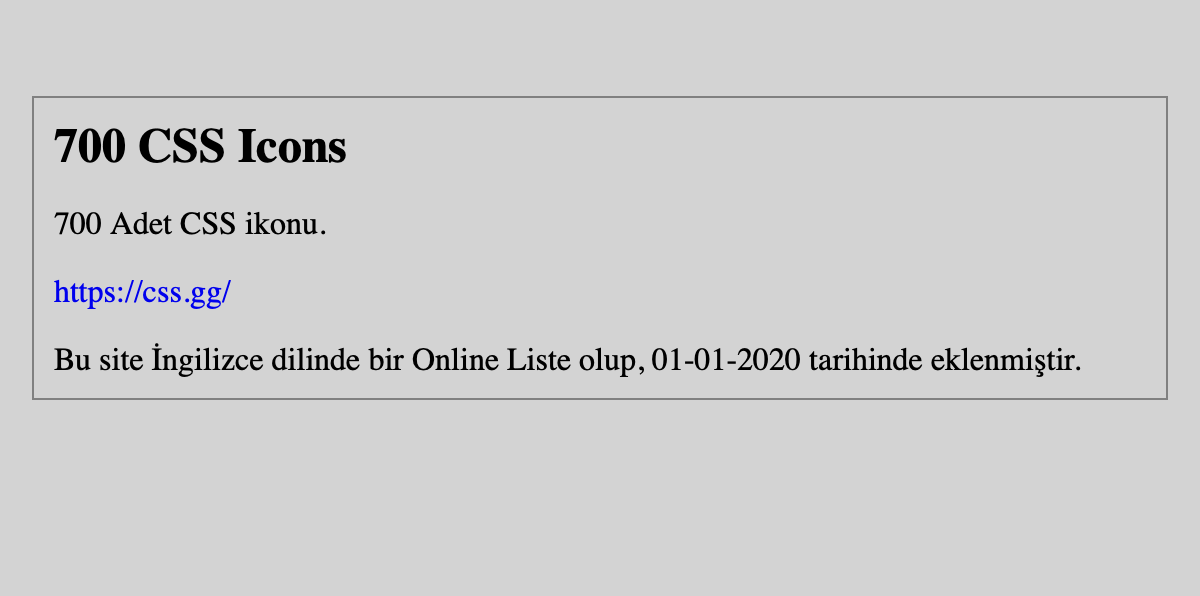 700 CSS Icons
700 Adet CSS ikonu.
https://css.gg/
Bu site İngilizce dilinde bir Online Liste olup, 01-01-2020 tarihinde eklenmiştir.